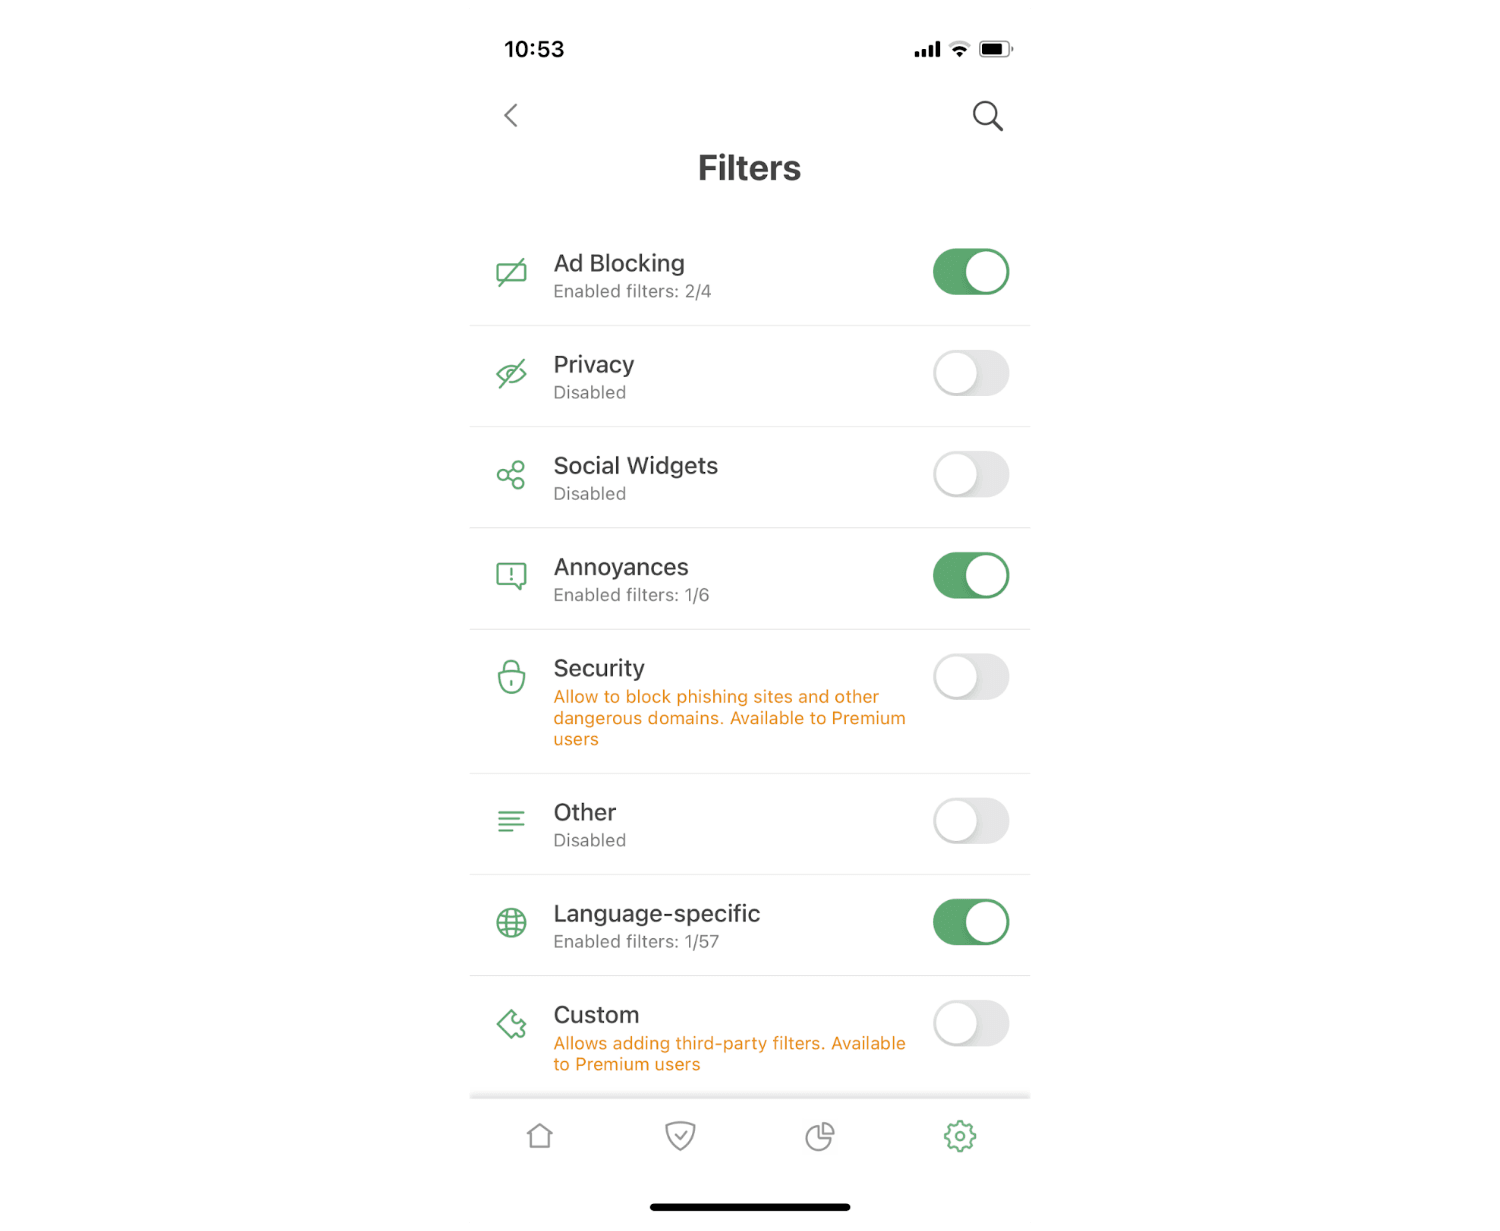 10:53
Filters
Ad Blocking
Enabled filters: 2/4
Privacy
Disabled
Social Widgets
Disabled
Annoyances
Enabled filters: 1/6
Security
Allow to block phishing sites and other
dangerous domains. Available to Premium
users
Other
Disabled
Language-specific
Enabled filters: 1/57
Custom
Allows adding third-party filters. Available
to Premium users